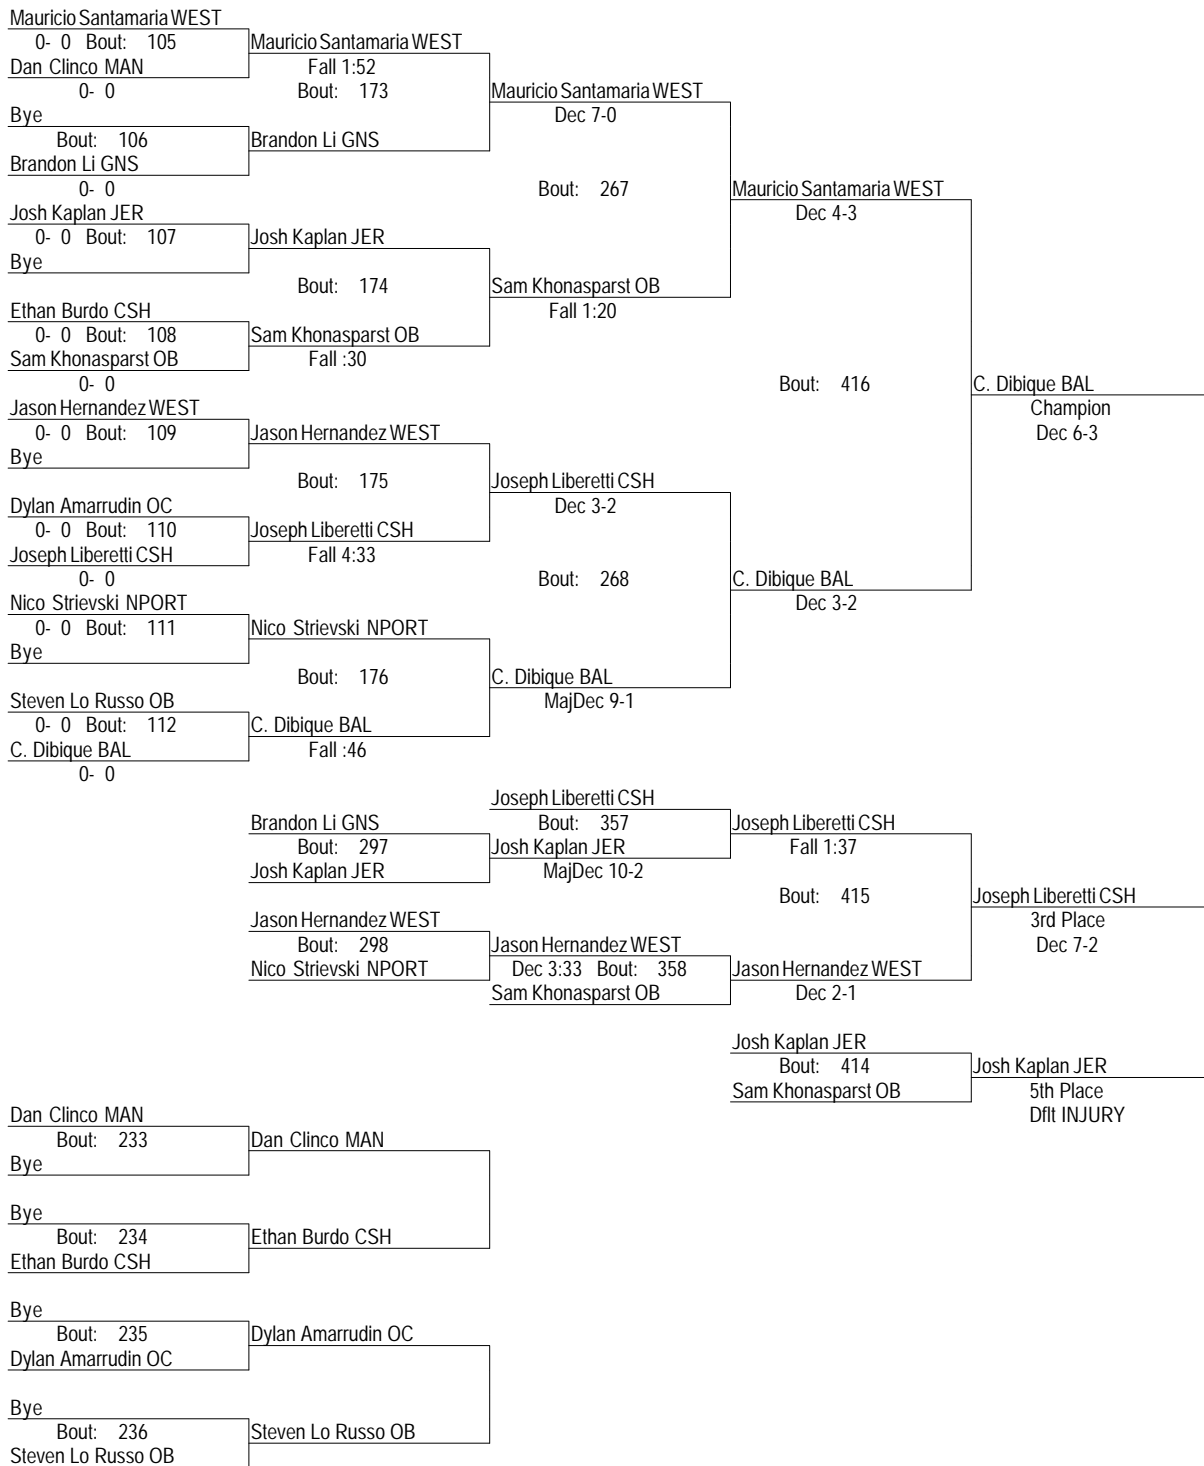 Mauricio Santamaria WEST
0- 0 Bout: 105
Mauricio Santamaria WEST
Dan Clinco MAN
Fall 1:52
0- 0
Bout: 173
Mauricio Santamaria WEST
Bye
Dec 7-0
Bout: 106
Brandon Li GNS
Brandon Li GNS
0- 0
Bout: 267
Mauricio Santamaria WEST
Josh Kaplan JER
Dec 4-3
0- 0 Bout: 107
Josh Kaplan JER
Bye
Bout: 174
Sam Khonasparst OB
Ethan Burdo CSH
Fall 1:20
0- 0 Bout: 108
Sam Khonasparst OB
Sam Khonasparst OB
Fall :30
0- 0
Bout: 416
C. Dibique BAL
Jason Hernandez WEST
Champion
0- 0 Bout: 109
Jason Hernandez WEST
Dec 6-3
Bye
Bout: 175
Joseph Liberetti CSH
Dylan Amarrudin OC
Dec 3-2
0- 0 Bout: 110
Joseph Liberetti CSH
Joseph Liberetti CSH
Fall 4:33
0- 0
Bout: 268
C. Dibique BAL
Nico Strievski NPORT
Dec 3-2
0- 0 Bout: 111
Nico Strievski NPORT
Bye
Bout: 176
C. Dibique BAL
Steven Lo Russo OB
MajDec 9-1
0- 0 Bout: 112
C. Dibique BAL
C. Dibique BAL
Fall :46
0- 0
Joseph Liberetti CSH
Brandon Li GNS
Bout: 357
Joseph Liberetti CSH
Bout: 297
Josh Kaplan JER
Fall 1:37
Josh Kaplan JER
MajDec 10-2
Bout: 415
Joseph Liberetti CSH
Jason Hernandez WEST
3rd Place
Bout: 298
Jason Hernandez WEST
Dec 7-2
Nico Strievski NPORT
Dec 3:33 Bout: 358
Jason Hernandez WEST
Sam Khonasparst OB
Dec 2-1
Josh Kaplan JER
Bout: 414
Josh Kaplan JER
Sam Khonasparst OB
5th Place
Dflt INJURY
Dan Clinco MAN
Bout: 233
Dan Clinco MAN
Bye
Bye
Bout: 234
Ethan Burdo CSH
Ethan Burdo CSH
Bye
Bout: 235
Dylan Amarrudin OC
Dylan Amarrudin OC
Bye
Bout: 236
Steven Lo Russo OB
Steven Lo Russo OB